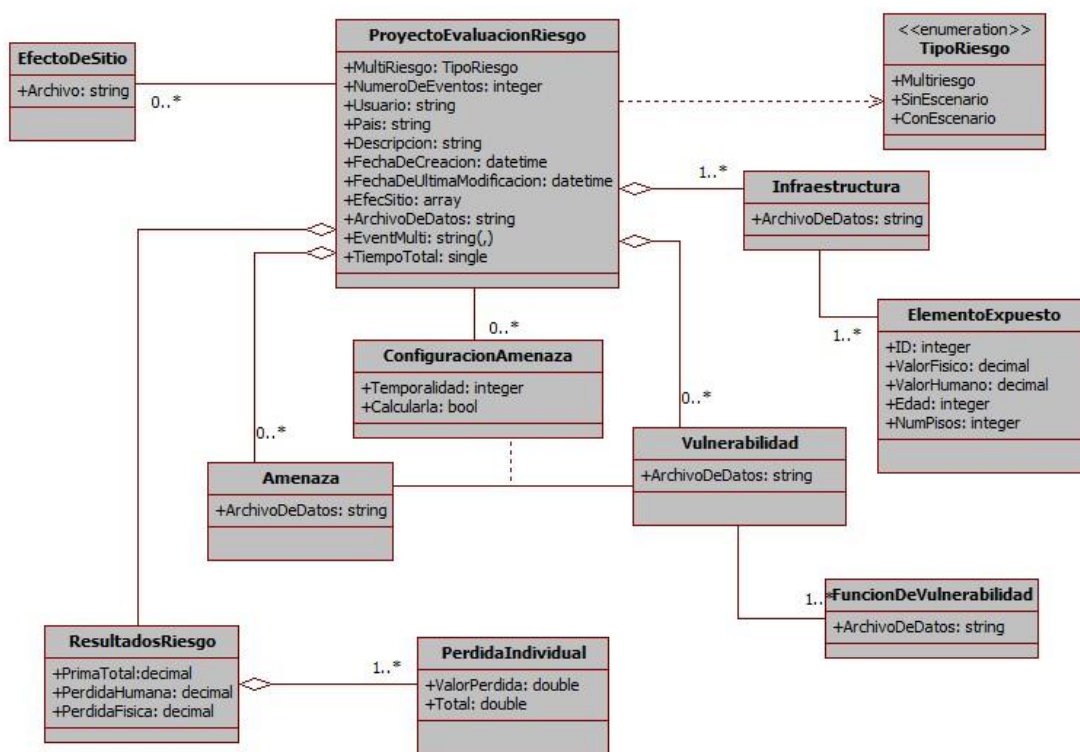 EfectoDeSitio
+Archivo: string
0..*
ProyectoEvaluacionRiesgo
+MultiRiesgo: TipoRiesgo
+NumeroDeEventos: integer
+Usuario: string
+Pais: string
+Descripcion: string
+FechaDeCreacion: datetime
+FechaDeUltimaModificacion: datetime
+EfecSitio: array
+ArchivoDeDatos: string
+EventMulti: string(,)
+TiempoTotal: single
<<enumeration>>
TipoRiesgo
+Multiriesgo
+SinEscenario
+ConEscenario
1..*
Infraestructura
+ArchivoDeDatos: string
1..*
ElementoExpuesto
+ID: integer
+ValorFisico: decimal
+ValorHumano: decimal
+Edad: integer
+NumPisos: integer
0..*
ConfiguracionAmenaza
+Temporalidad: integer
+Calcularla: bool
0..*
Amenaza
+ArchivoDeDatos: string
0..*
Vulnerabilidad
+ArchivoDeDatos: string
1..*
FuncionDeVulnerabilidad
+ArchivoDeDatos: string
ResultadosRiesgo
+PrimaTotal:decimal
+PerdidaHumana: decimal
+PerdidaFisica: decimal
1..*
PerdidaIndividual
+ValorPerdida: double
+Total: double